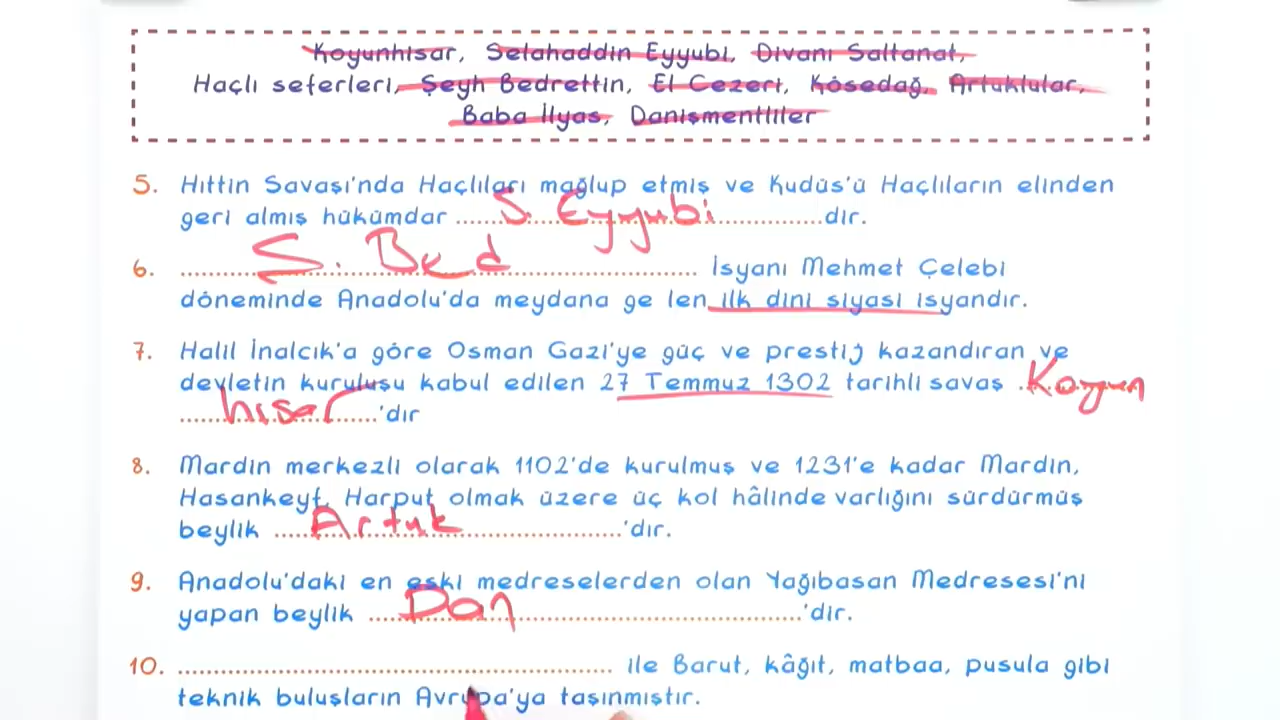 Koyunhisar, Selahaddin Eyyubi, Divanı Saltanat,
Haçlı seferleri, Şeyh Bedrettin, El Cezeri, Kösedağ, Artuklular,
Baba İlyas, Danişmentliler
5. Hıttin Savaşı'nda Haçlıları mağlup etmiş ve Kudüs'ü Haçlıların elinden
geri almış hükümdar ..... S. Eyyubi ..............dir.
6. ..... Ş. Bed ..... İsyanı Mehmet Çelebi
döneminde Anadolu'da meydana ge len ilk dini siyasi isyandır.
7. Halil İnalcık'a göre Osman Gazi'ye güç ve prestij kazandıran ve
devletin kuruluşu kabul edilen 27 Temmuz 1302 tarihli savaş Koyun
hisar ......'dır
8. Mardin merkezli olarak 1102'de kurulmuş ve 1231'e kadar Mardin,
Hasankeyf, Harput olmak üzere üç kol hâlinde varlığını sürdürmüş
beylik ..... Artuk ..............'dır.
9. Anadolu'daki en eski medreselerden olan Yağıbasan Medresesi'ni
yapan beylik ..... Dan ..............'dir.
10. ................................ ile Barut, kâğıt, matbaa, pusula gibi
teknik buluşların Avrupa'ya taşınmıştır.